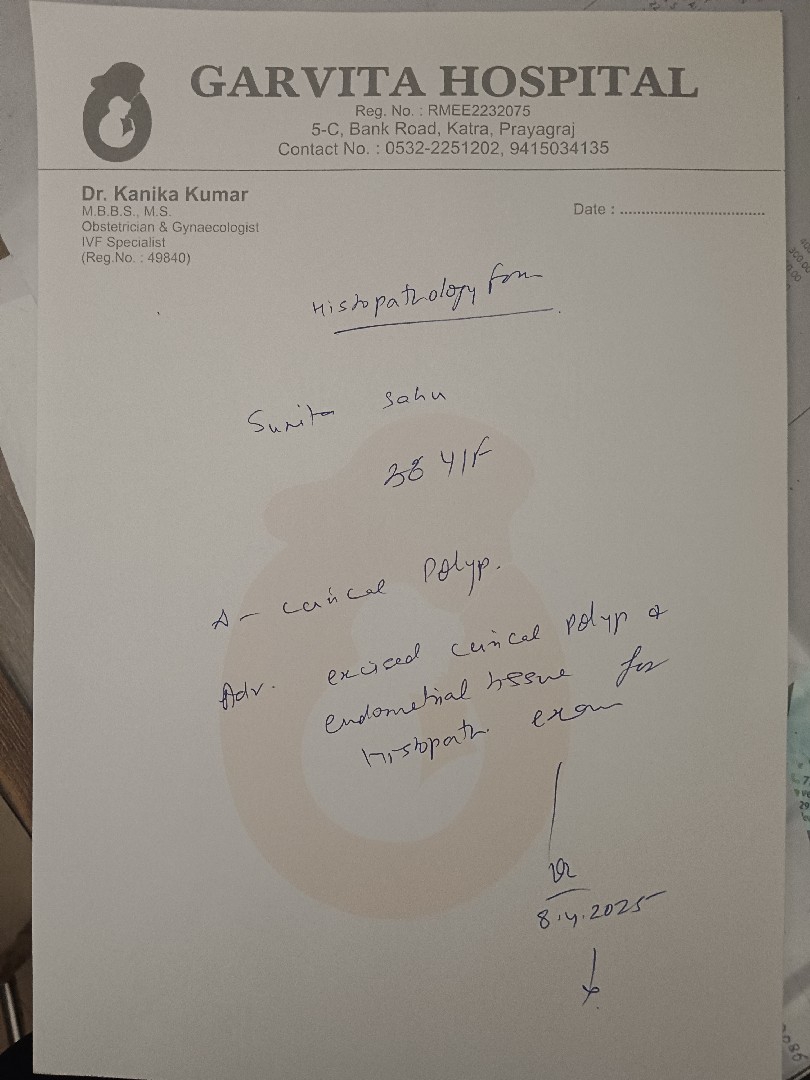 GARVITA HOSPITAL
Reg. No. : RMEE2232075
5-C, Bank Road, Katra, Prayagraj
Contact No. : 0532-2251202, 9415034135
Dr. Kanika Kumar
M.B.B.S., M.S.
Obstetrician & Gynaecologist
IVF Specialist
(Reg.No. : 49840)
Date : ....................................
Histopathology form
Sunita Sahu
38 Y/F
Δ - cervical Polyp.
Adv. excised cervical polyp &
endometrial tissue for
histopath. exam
8.4.2025